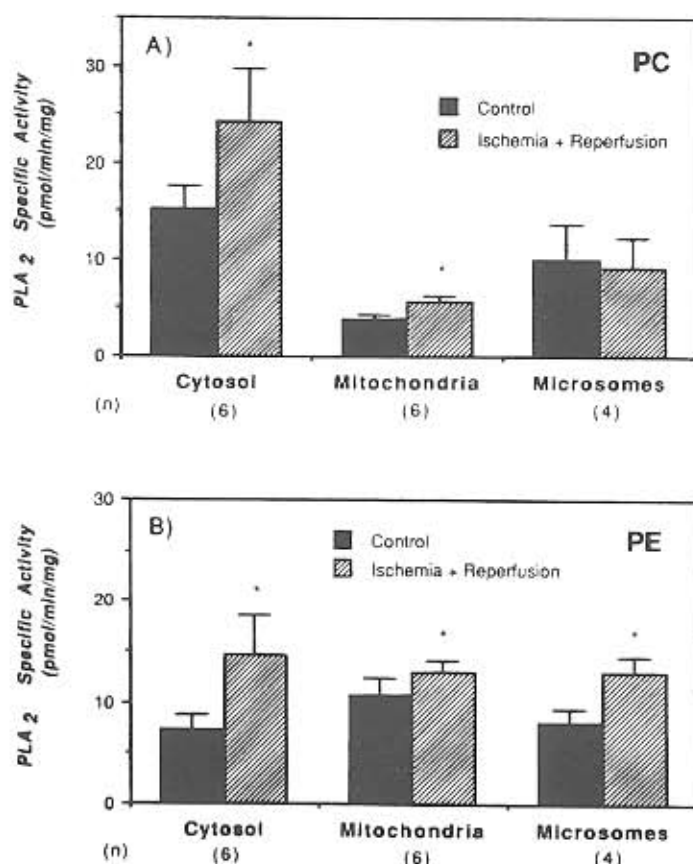 A)
PC
Control
Ischemia + Reperfusion
PLA 2 Specific Activity
(pmol/min/mg)
30
20
10
0
Cytosol Mitochondria Microsomes
(n) (6) (6) (4)
B)
PE
Control
Ischemia + Reperfusion
PLA 2 Specific Activity
(pmol/min/mg)
30
20
10
0
Cytosol Mitochondria Microsomes
(n) (6) (6) (4)